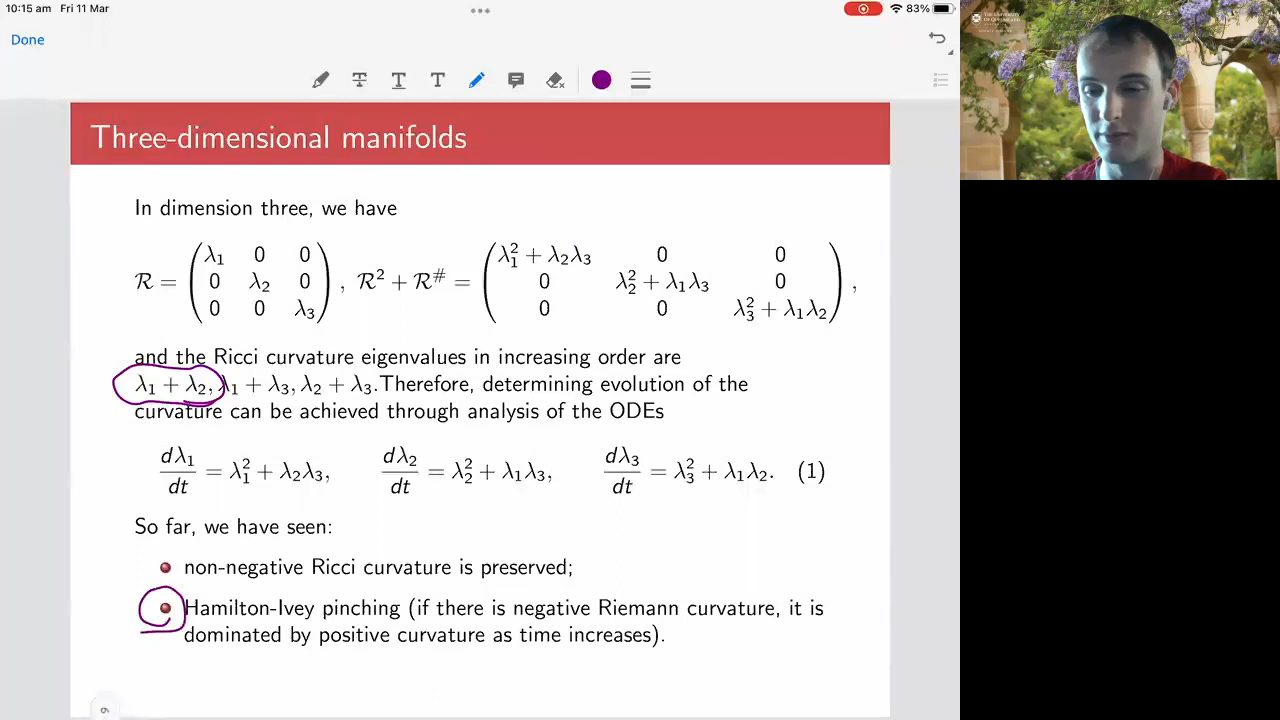 10:15 am Fri 11 Mar
83%
Done
Three-dimensional manifolds
In dimension three, we have
ℛ = (λ₁ 0 0 ; 0 λ₂ 0 ; 0 0 λ₃), ℛ² + ℛ^# = (λ₁² + λ₂λ₃ 0 0 ; 0 λ₂² + λ₁λ₃ 0 ; 0 0 λ₃² + λ₁λ₂),
and the Ricci curvature eigenvalues in increasing order are
λ₁ + λ₂, λ₁ + λ₃, λ₂ + λ₃.Therefore, determining evolution of the
curvature can be achieved through analysis of the ODEs
dλ₁/dt = λ₁² + λ₂λ₃, dλ₂/dt = λ₂² + λ₁λ₃, dλ₃/dt = λ₃² + λ₁λ₂. (1)
So far, we have seen:
non-negative Ricci curvature is preserved;
Hamilton-Ivey pinching (if there is negative Riemann curvature, it is
dominated by positive curvature as time increases).